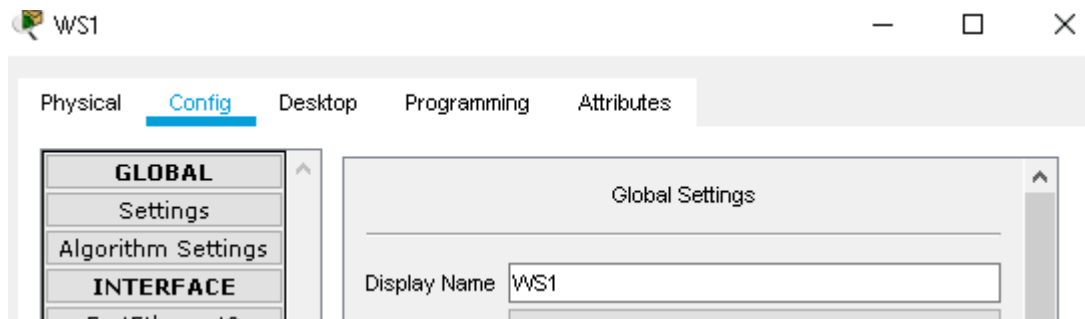 WS1
Physical Config Desktop Programming Attributes
GLOBAL
Settings
Algorithm Settings
INTERFACE
Global Settings
Display Name WS1